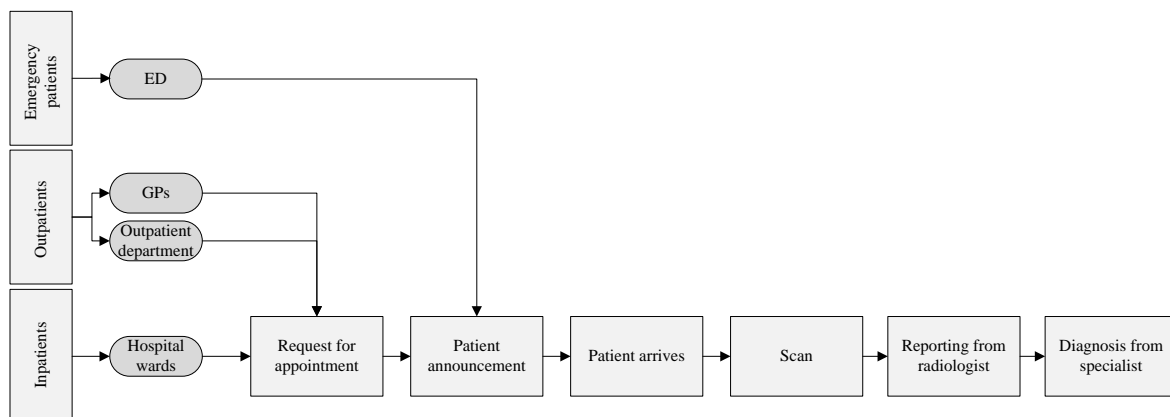 Emergency
patients
ED
Outpatients
GPs
Outpatient
department
Inpatients
Hospital
wards
Request for
appointment
Patient
announcement
Patient arrives
Scan
Reporting from
radiologist
Diagnosis from
specialist